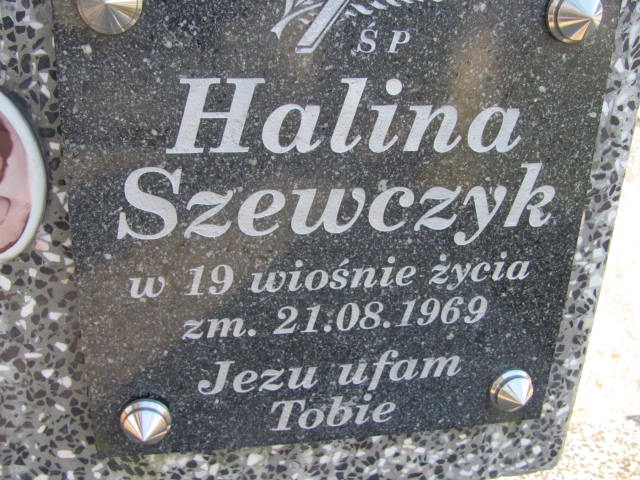 ŚP
Halina
Szewczyk
w 19 wiośnie życia
zm. 21.08.1969
Jezu ufam
Tobie